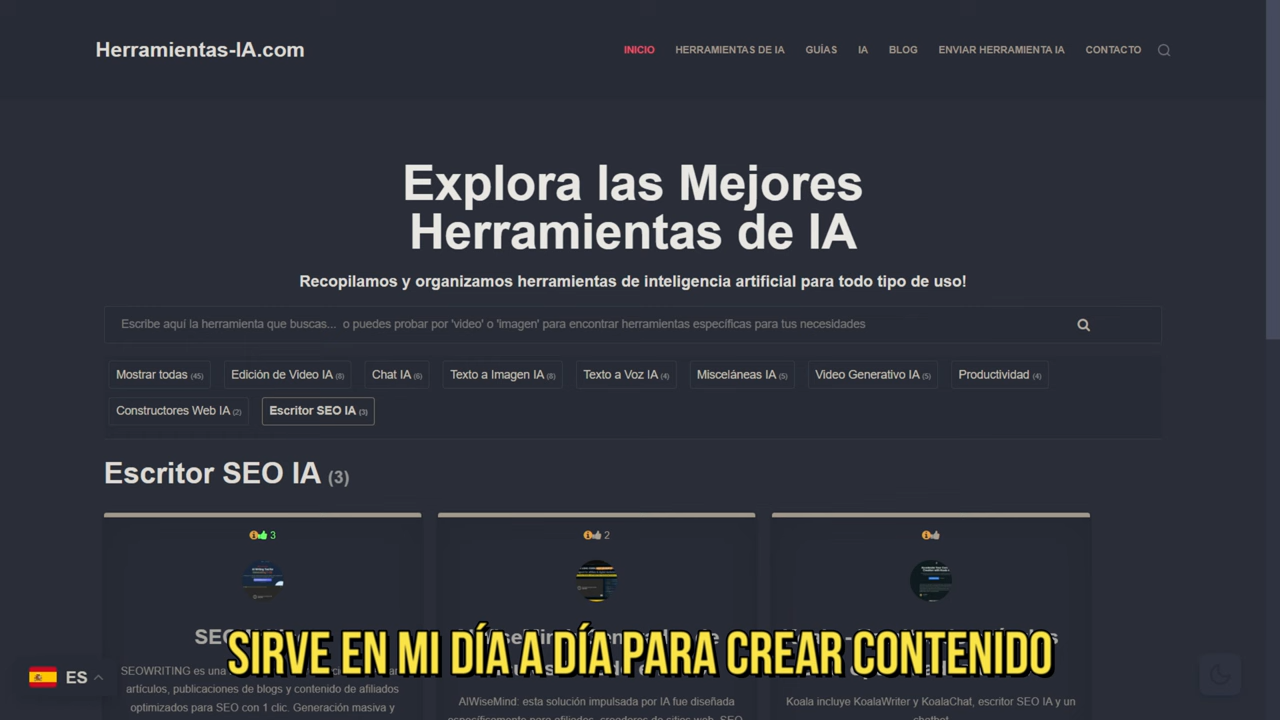 Herramientas-IA.com
INICIO HERRAMIENTAS DE IA GUÍAS IA BLOG ENVIAR HERRAMIENTA IA CONTACTO
Explora las Mejores
Herramientas de IA
Recopilamos y organizamos herramientas de inteligencia artificial para todo tipo de uso!
Escribe aquí la herramienta que buscas... o puedes probar por 'video' o 'imagen' para encontrar herramientas específicas para tus necesidades
Mostrar todas (45) Edición de Video IA (8) Chat IA (6) Texto a Imagen IA (8) Texto a Voz IA (4) Misceláneas IA (5) Video Generativo IA (5) Productividad (4)
Constructores Web IA (2) Escritor SEO IA (3)
Escritor SEO IA (3)
3
2
SIRVE EN MI DÍA A DÍA PARA CREAR CONTENIDO
ES
SEOWRITING es una
artículos, publicaciones de blogs y contenido de afiliados
optimizados para SEO con 1 clic. Generación masiva y
AIWiseMind: esta solución impulsada por IA fue diseñada
Koala incluye KoalaWriter y KoalaChat, escritor SEO IA y un